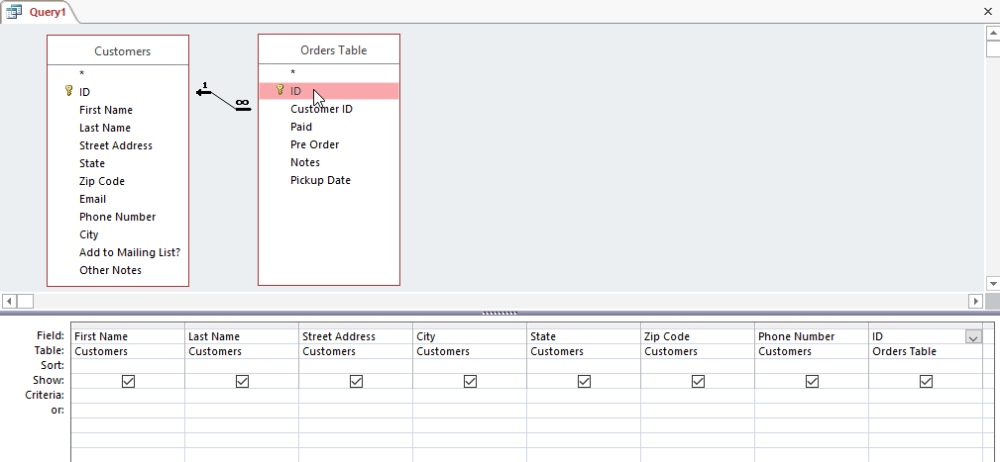 Query1
Customers
*
ID
First Name
Last Name
Street Address
State
Zip Code
Email
Phone Number
City
Add to Mailing List?
Other Notes
1
∞
Orders Table
*
ID
Customer ID
Paid
Pre Order
Notes
Pickup Date
Field: First Name Last Name Street Address City State Zip Code Phone Number ID
Table: Customers Customers Customers Customers Customers Customers Customers Orders Table
Sort:
Show:
Criteria:
or: